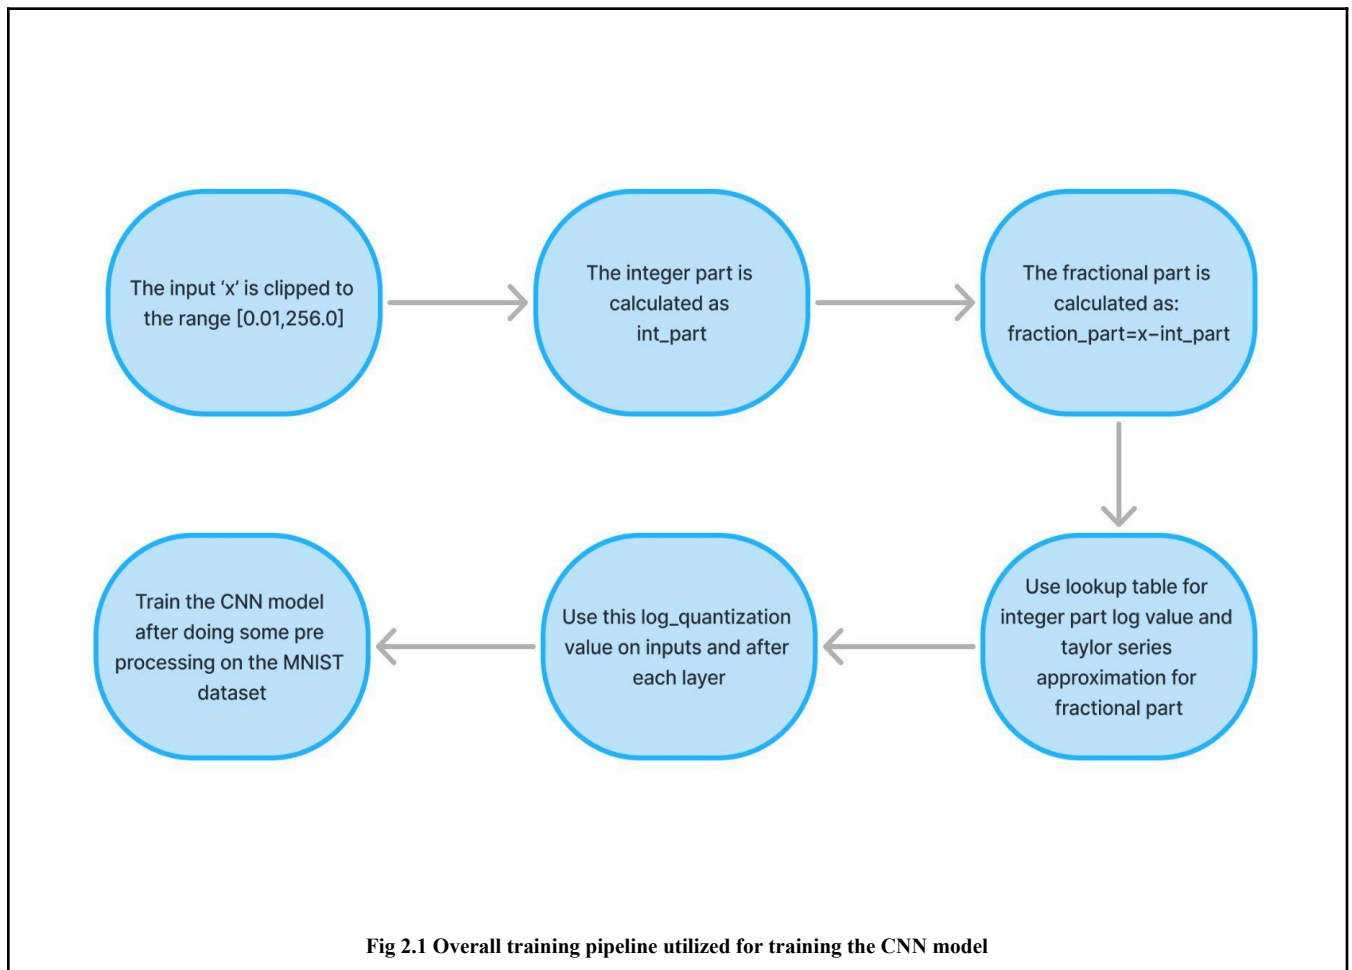 The input ‘x’ is clipped to
the range [0.01,256.0]
The integer part is
calculated as
int_part
The fractional part is
calculated as:
fraction_part=x−int_part
Use lookup table for
integer part log value and
taylor series
approximation for
fractional part
Use this log_quantization
value on inputs and after
each layer
Train the CNN model
after doing some pre
processing on the MNIST
dataset
Fig 2.1 Overall training pipeline utilized for training the CNN model